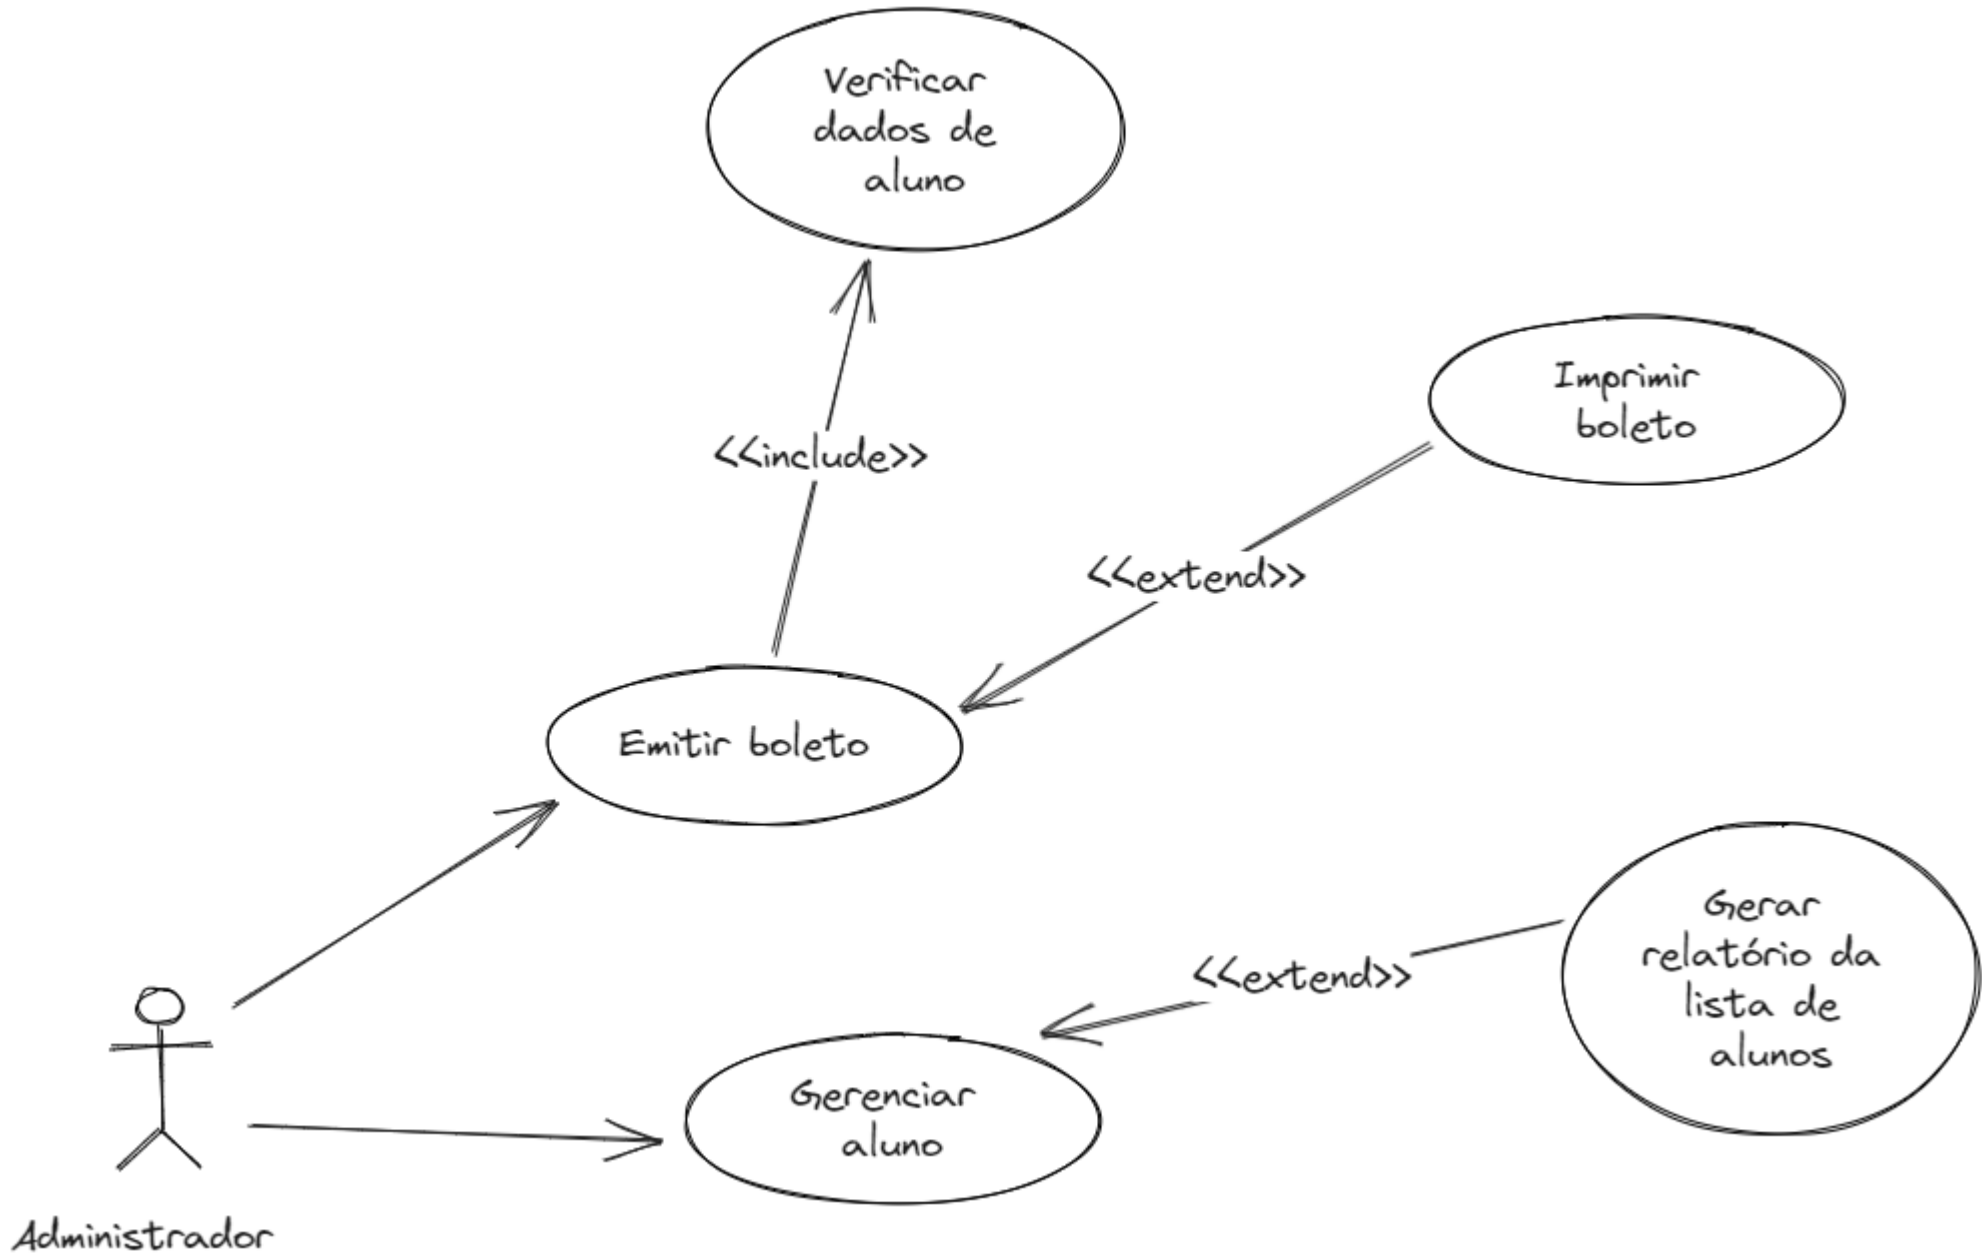 Verificar
dados de
aluno
Imprimir
boleto
<<include>>
<<extend>>
Emitir boleto
Gerar
relatório da
lista de
alunos
<<extend>>
Gerenciar
aluno
Administrador